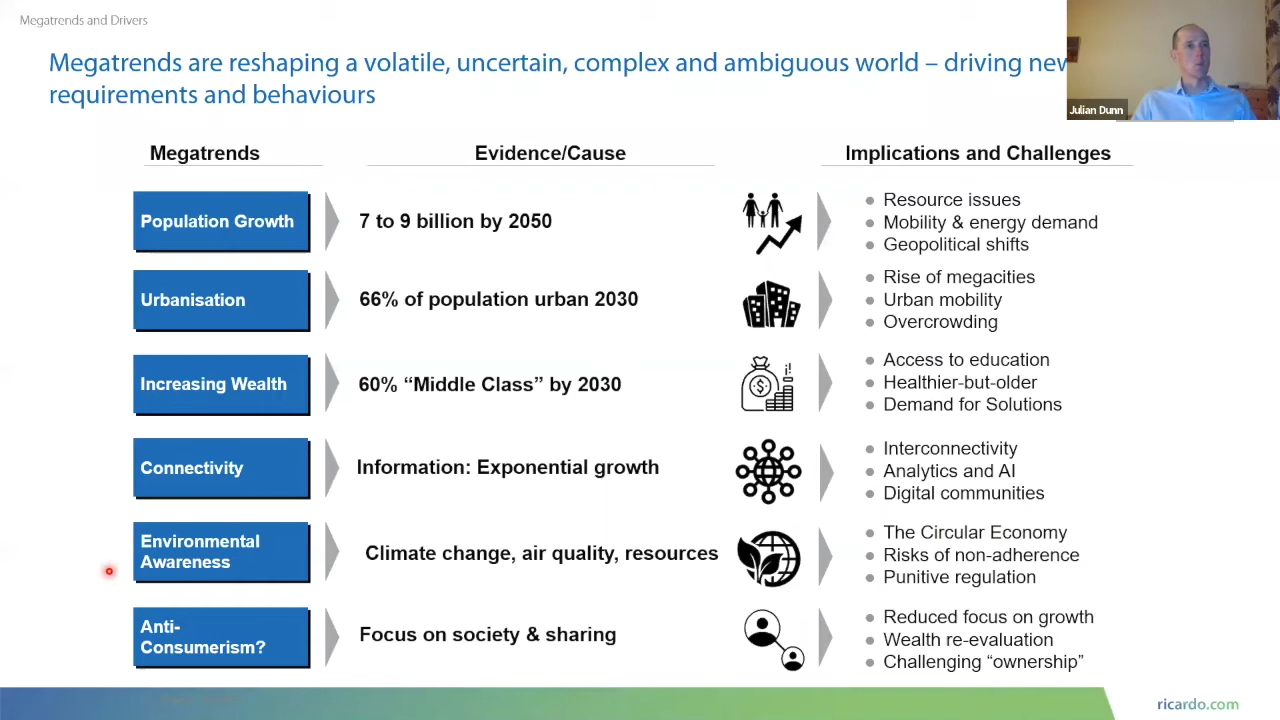 Megatrends and Drivers
Megatrends are reshaping a volatile, uncertain, complex and ambiguous world – driving new
requirements and behaviours
Julian Dunn
Megatrends
Evidence/Cause
Implications and Challenges
Population Growth
7 to 9 billion by 2050
Resource issues
Mobility & energy demand
Geopolitical shifts
Urbanisation
66% of population urban 2030
Rise of megacities
Urban mobility
Overcrowding
Increasing Wealth
60% “Middle Class” by 2030
Access to education
Healthier-but-older
Demand for Solutions
Connectivity
Information: Exponential growth
Interconnectivity
Analytics and AI
Digital communities
Environmental
Awareness
Climate change, air quality, resources
The Circular Economy
Risks of non-adherence
Punitive regulation
Anti-
Consumerism?
Focus on society & sharing
Reduced focus on growth
Wealth re-evaluation
Challenging “ownership”
ricardo.com